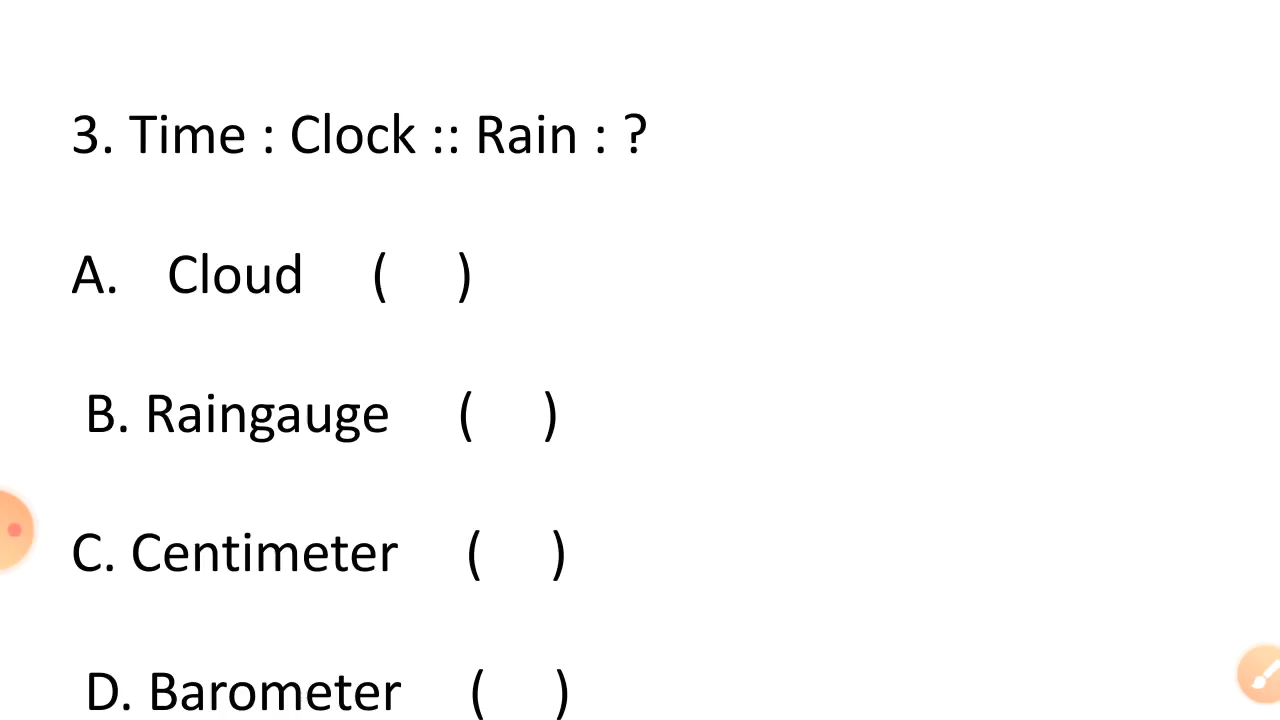 3. Time : Clock :: Rain : ?
A. Cloud ( )
B. Raingauge ( )
C. Centimeter ( )
D. Barometer ( )